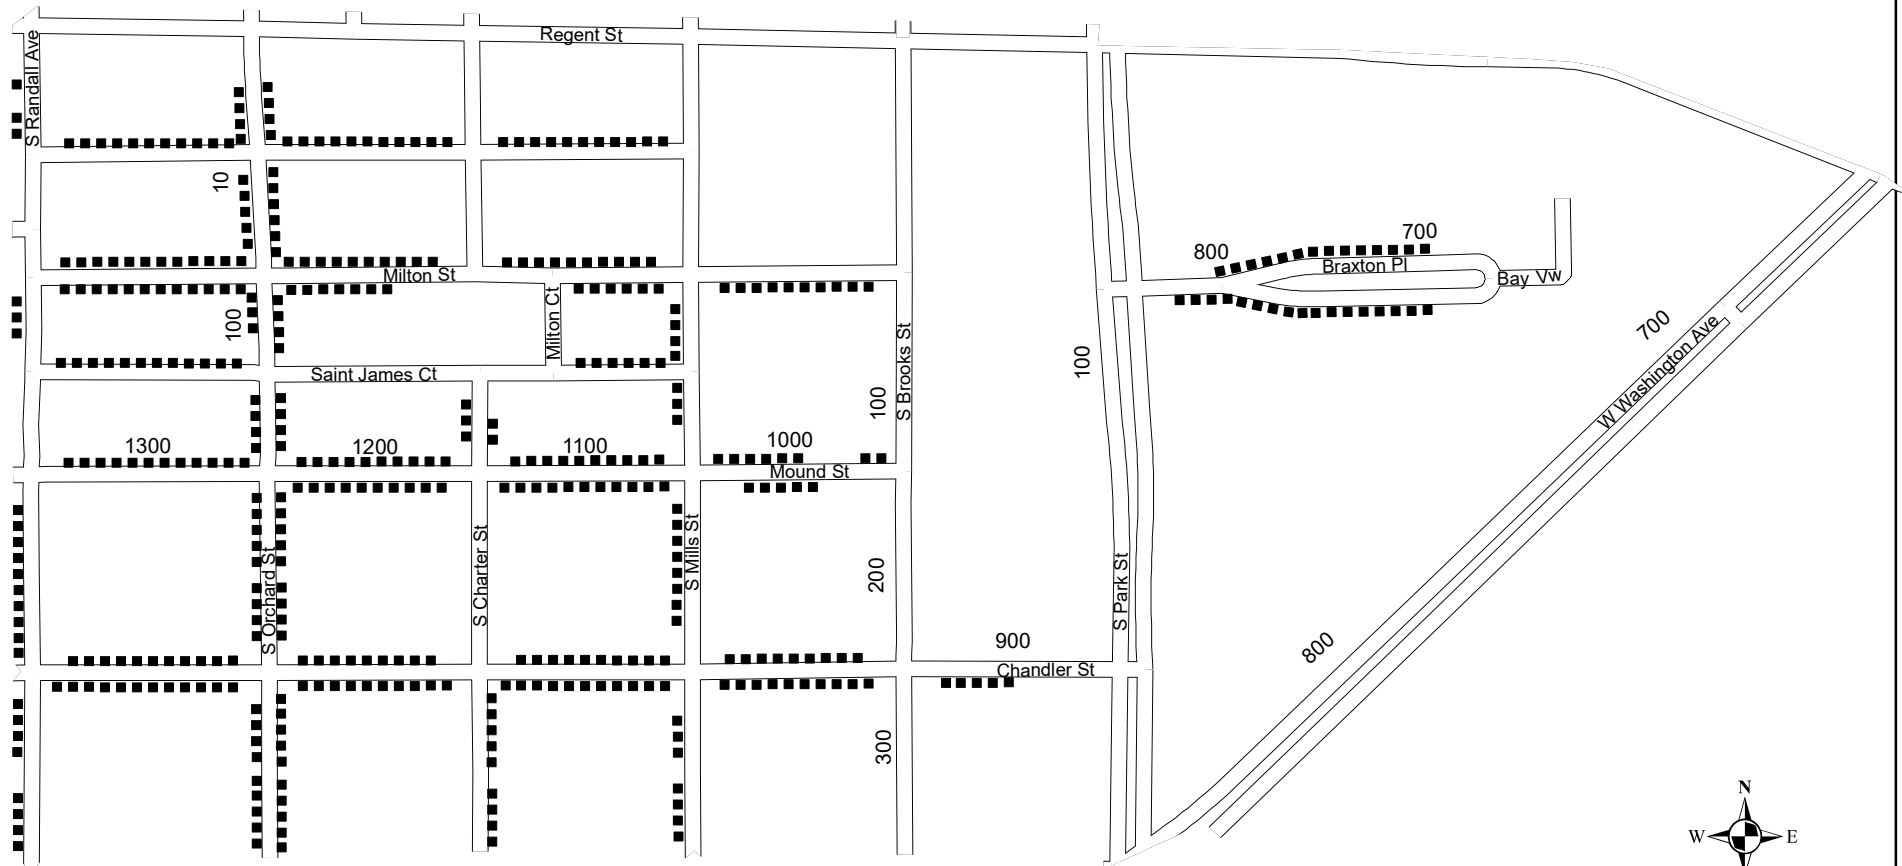 Regent St
S Randall Ave
10
700
800
Braxton Pl
Milton St
Bay Vw
100
Milton Ct
700
W Washington Ave
100
S Brooks St
Saint James Ct
100
1300
1200
1100
1000
Mound St
S Orchard St
S Charter St
S Mills St
200
S Park St
900
800
Chandler St
300
N
W E